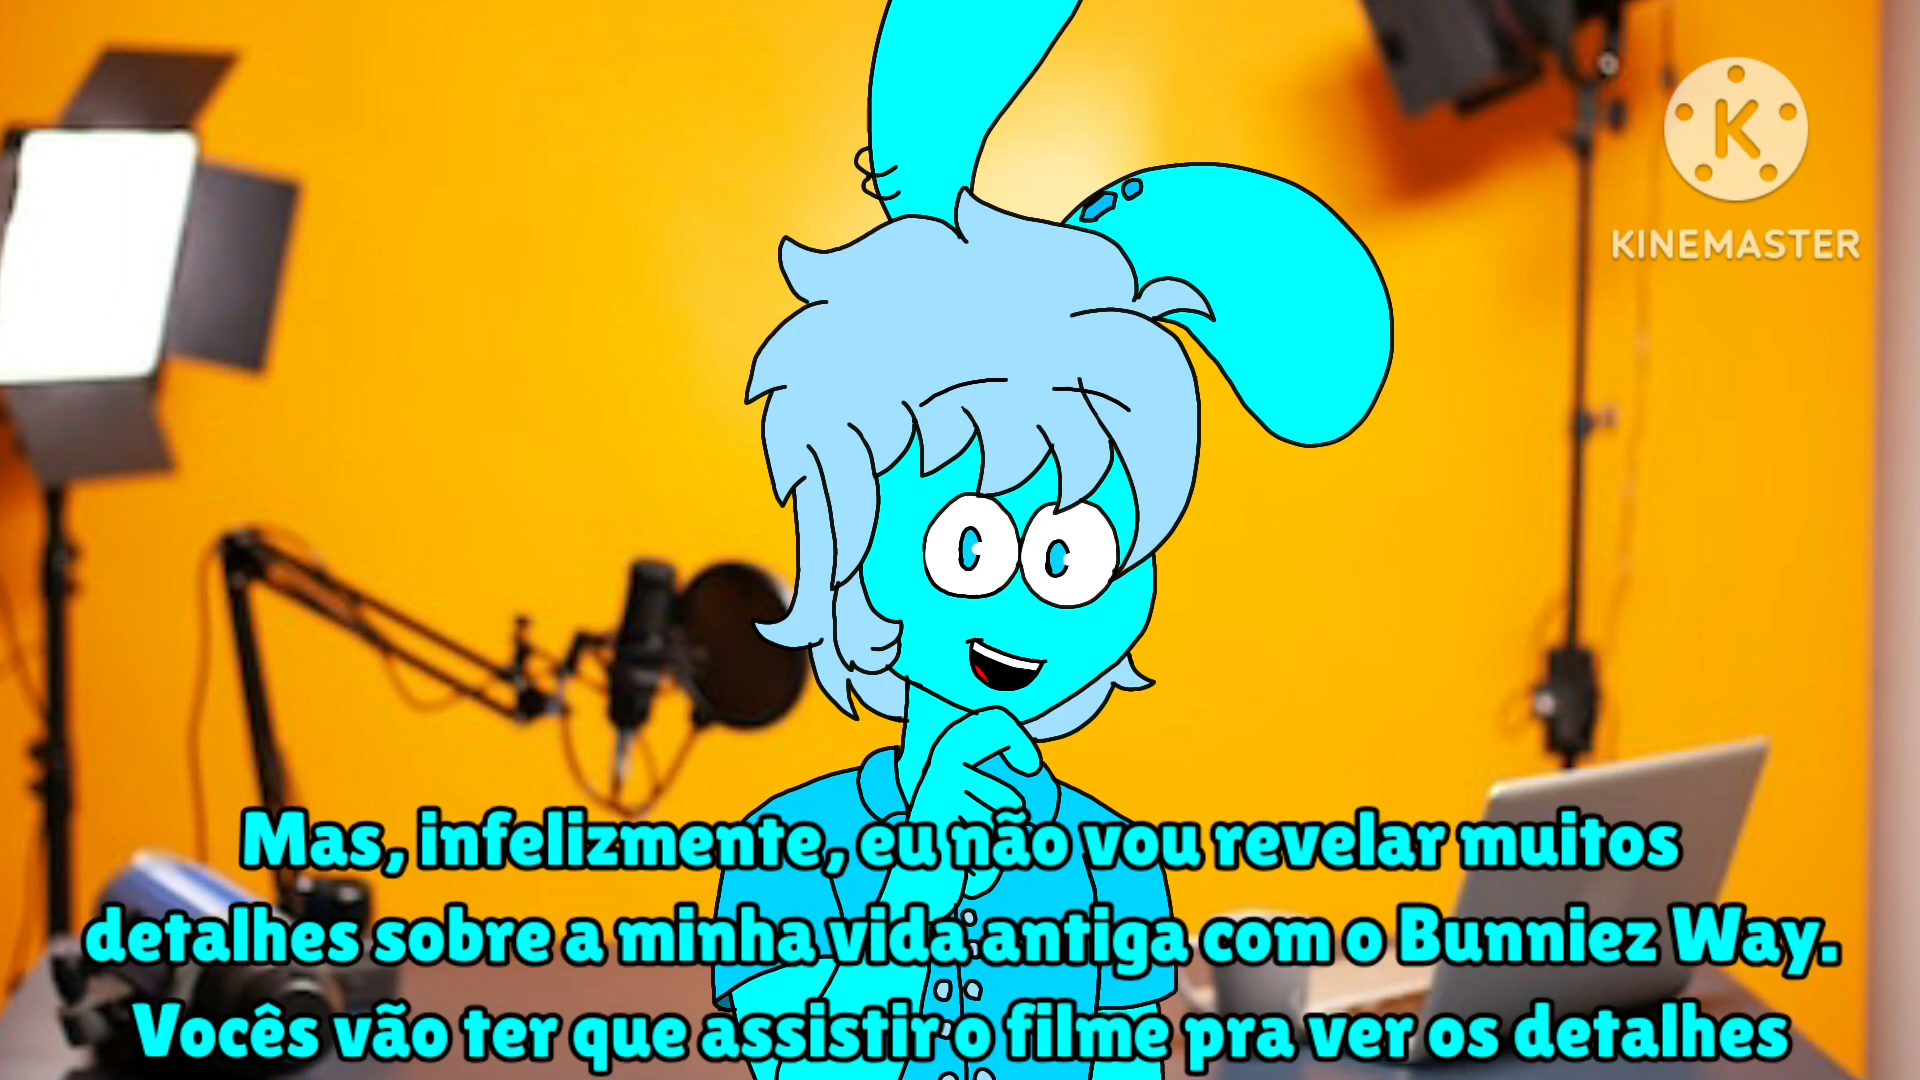 K
KINEMASTER
Mas, infelizmente, eu não vou revelar muitos
detalhes sobre a minha vida antiga com o Bunniez Way.
Vocês vão ter que assistir o filme pra ver os detalhes